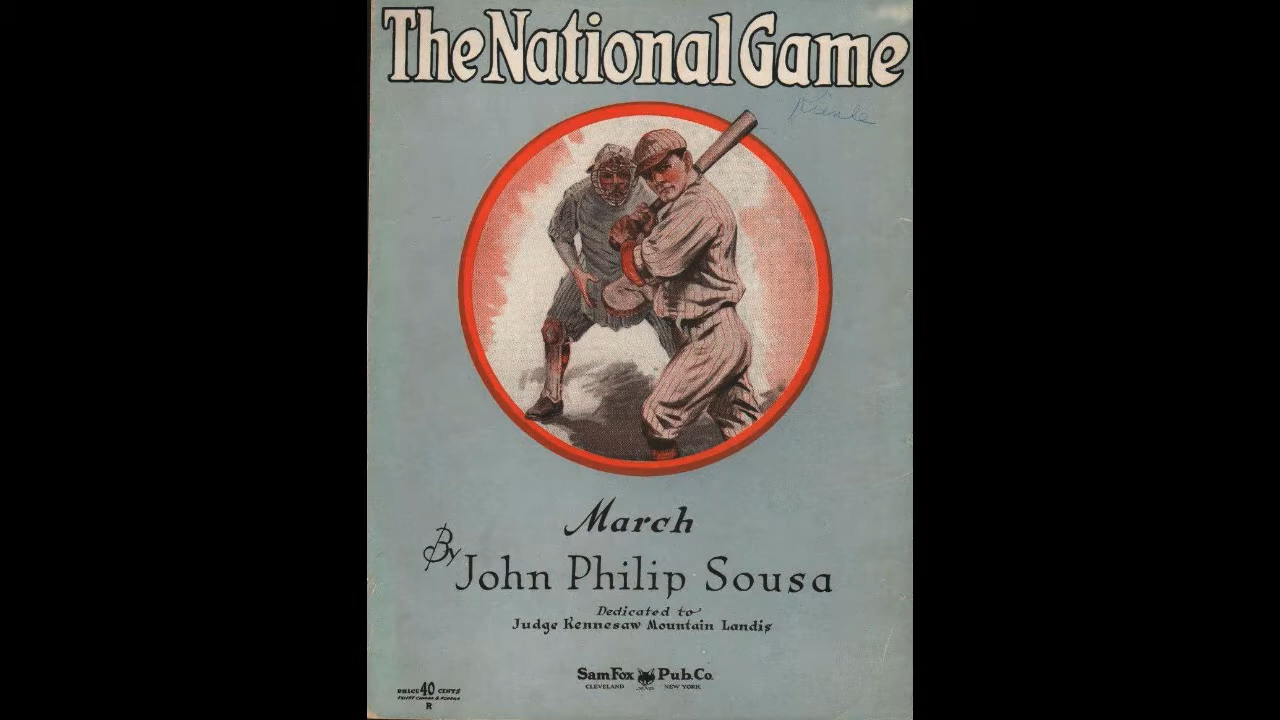 The National Game
Kienle
March
By John Philip Sousa
Dedicated to
Judge Kennesaw Mountain Landis
Sam Fox Pub. Co.
CLEVELAND NEW YORK
PRICE 40 CENTS
R